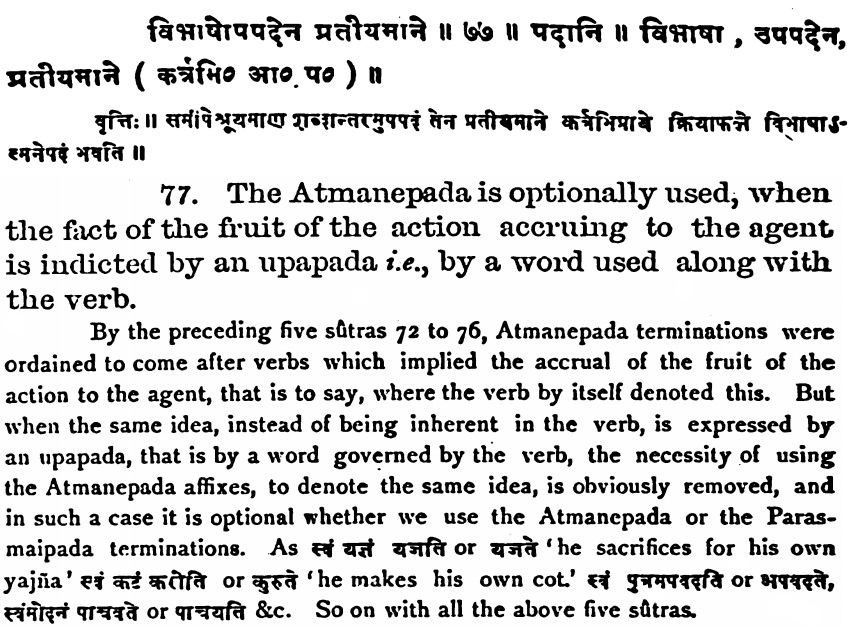 विभाषोपपदेन प्रतीयमाने ॥ ७७ ॥ पदानि ॥ विभाषा , उपपदेन,
प्रतीयमाने ( कर्त्रभि० आ० प० ) ॥
वृत्तिः ॥ समीपेश्रूयमाण शब्दान्तरमुपपदं तेन प्रतीयमाने कर्त्रभिप्राये क्रियाफले विभाषाऽ-
त्मनेपदं भवति ॥
77. The Atmanepada is optionally used, when
the fact of the fruit of the action accruing to the agent
is indicted by an upapada i.e., by a word used along with
the verb.
By the preceding five sûtras 72 to 76, Atmanepada terminations were
ordained to come after verbs which implied the accrual of the fruit of the
action to the agent, that is to say, where the verb by itself denoted this. But
when the same idea, instead of being inherent in the verb, is expressed by
an upapada, that is by a word governed by the verb, the necessity of using
the Atmanepada affixes, to denote the same idea, is obviously removed, and
in such a case it is optional whether we use the Atmanepada or the Paras-
maipada terminations. As स्वं यज्ञं यजति or यजते 'he sacrifices for his own
yajña' स्वं कटं करोति or कुरुते 'he makes his own cot.' स्वं पुत्रमपवदति or अपवदते,
or पाचयति &c. So on with all the above five sûtras.